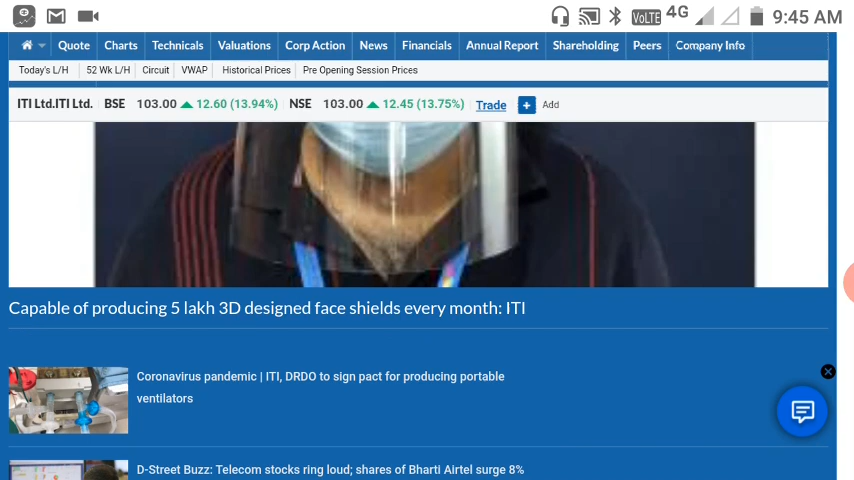 VoLTE 4G 9:45 AM
Quote Charts Technicals Valuations Corp Action News Financials Annual Report Shareholding Peers Company Info
Today's L/H 52 Wk L/H Circuit VWAP Historical Prices Pre Opening Session Prices
ITI Ltd.ITI Ltd. BSE 103.00 12.60 (13.94%) NSE 103.00 12.45 (13.75%) Trade + Add
Capable of producing 5 lakh 3D designed face shields every month: ITI
Coronavirus pandemic | ITI, DRDO to sign pact for producing portable
ventilators
D-Street Buzz: Telecom stocks ring loud; shares of Bharti Airtel surge 8%